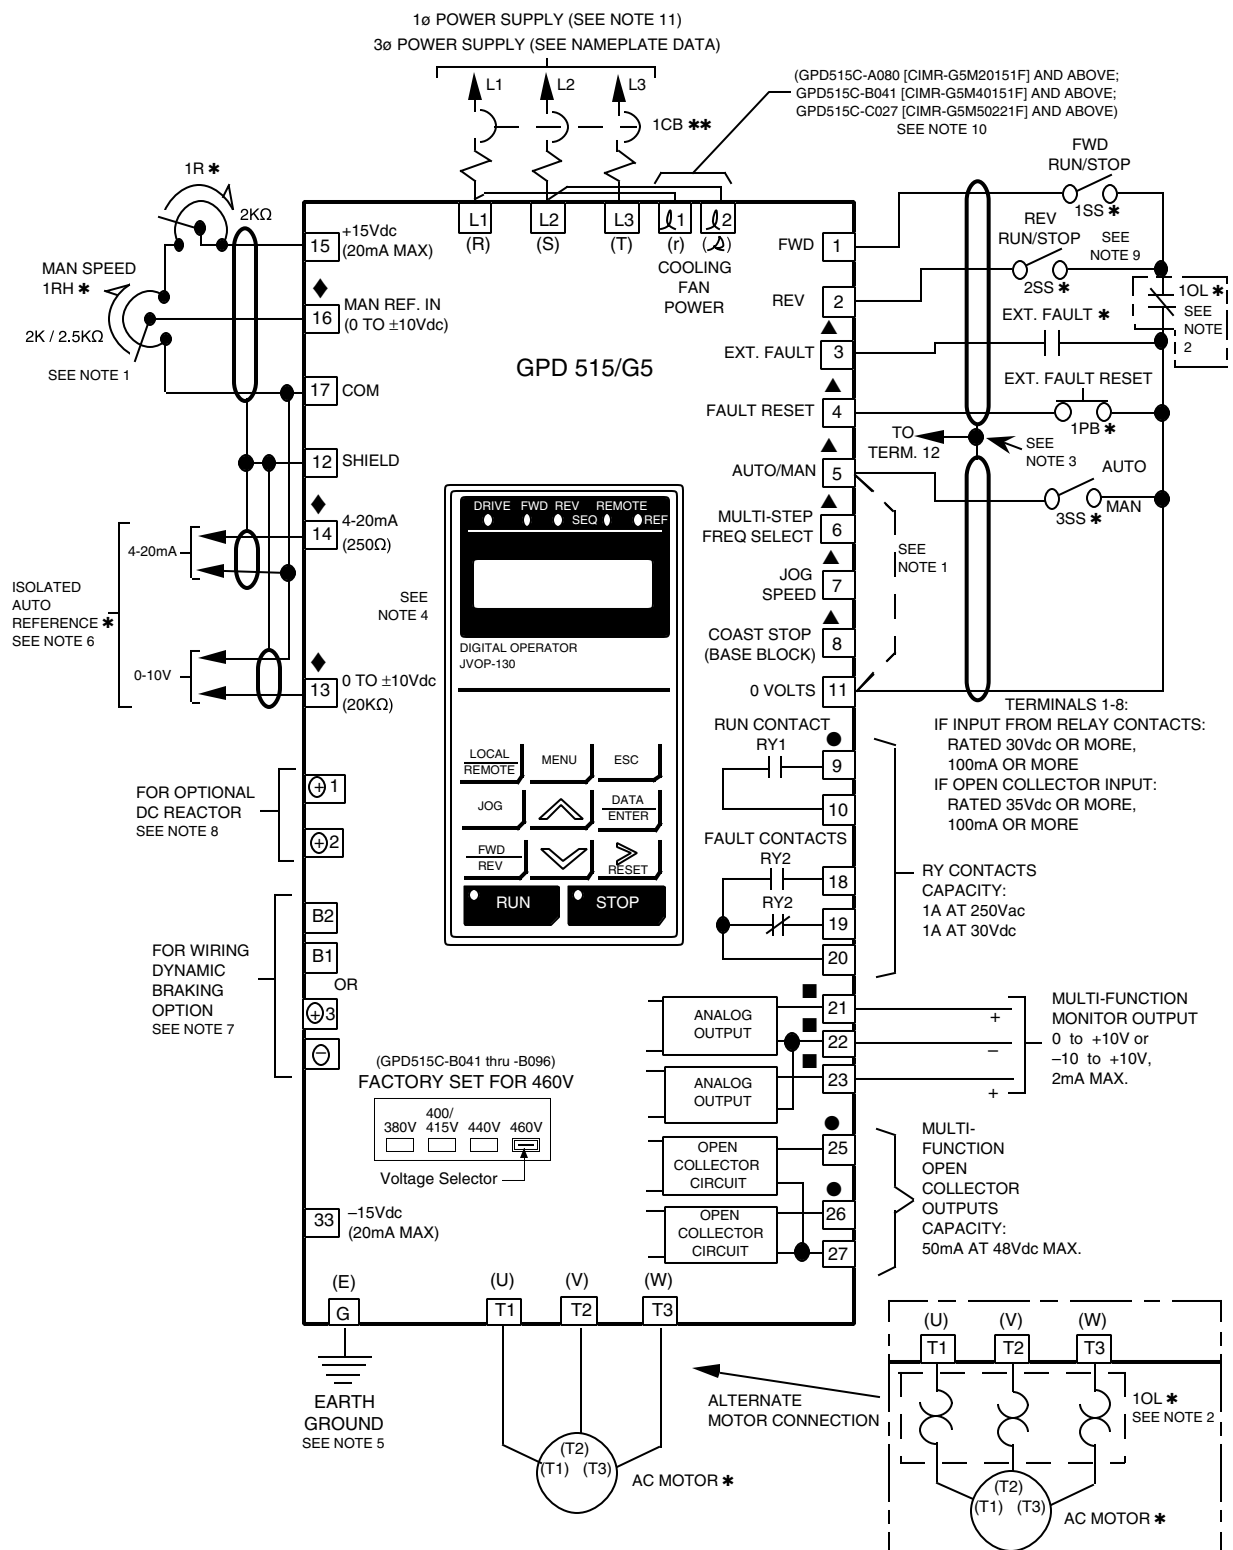 1ø POWER SUPPLY (SEE NOTE 11)
3ø POWER SUPPLY (SEE NAMEPLATE DATA)
L1
L2
L3
1CB ✱✱
(GPD515C-A080 [CIMR-G5M20151F] AND ABOVE;
GPD515C-B041 [CIMR-G5M40151F] AND ABOVE;
GPD515C-C027 [CIMR-G5M50221F] AND ABOVE)
SEE NOTE 10
L1
(R)
L2
(S)
L3
(T)
ℓ1
(r)
ℓ2
(s)
COOLING
FAN
POWER
1R ✱
2KΩ
MAN SPEED
1RH ✱
2K / 2.5KΩ
SEE NOTE 1
15
+15Vdc
(20mA MAX)
♦
16
MAN REF. IN
(0 TO ±10Vdc)
17
COM
12
SHIELD
♦
14
4-20mA
(250Ω)
4-20mA
ISOLATED
AUTO
REFERENCE ✱
SEE NOTE 6
0-10V
♦
13
0 TO ±10Vdc
(20KΩ)
FOR OPTIONAL
DC REACTOR
SEE NOTE 8
⊕1
⊕2
FOR WIRING
DYNAMIC
BRAKING
OPTION
SEE NOTE 7
B2
B1
OR
⊕3
⊖
GPD 515/G5
SEE
NOTE 4
DRIVE FWD REV REMOTE
SEQ REF
DIGITAL OPERATOR
JVOP-130
LOCAL
REMOTE
MENU
ESC
JOG
DATA
ENTER
FWD
REV
>
RESET
RUN
STOP
(GPD515C-B041 thru -B096)
FACTORY SET FOR 460V
380V
400/
415V
440V
460V
Voltage Selector
33
–15Vdc
(20mA MAX)
FWD
1
REV
2
▲
EXT. FAULT
3
▲
FAULT RESET
4
▲
AUTO/MAN
5
▲
MULTI-STEP
FREQ SELECT
6
▲
JOG
SPEED
7
▲
COAST STOP
(BASE BLOCK)
8
0 VOLTS
11
FWD
RUN/STOP
1SS ✱
REV
RUN/STOP
2SS ✱
SEE
NOTE 9
1OL ✱
SEE
NOTE
2
EXT. FAULT ✱
EXT. FAULT RESET
1PB ✱
TO
TERM. 12
SEE
NOTE 3
AUTO
MAN
3SS ✱
SEE
NOTE 1
TERMINALS 1-8:
IF INPUT FROM RELAY CONTACTS:
RATED 30Vdc OR MORE,
100mA OR MORE
IF OPEN COLLECTOR INPUT:
RATED 35Vdc OR MORE,
100mA OR MORE
RUN CONTACT
RY1
●
9
10
FAULT CONTACTS
RY2
18
RY2
19
20
RY CONTACTS
CAPACITY:
1A AT 250Vac
1A AT 30Vdc
ANALOG
OUTPUT
■
21
+
■
22
–
ANALOG
OUTPUT
■
23
+
MULTI-FUNCTION
MONITOR OUTPUT
0 to +10V or
–10 to +10V,
2mA MAX.
OPEN
COLLECTOR
CIRCUIT
●
25
OPEN
COLLECTOR
CIRCUIT
●
26
27
MULTI-
FUNCTION
OPEN
COLLECTOR
OUTPUTS
CAPACITY:
50mA AT 48Vdc MAX.
(E)
G
EARTH
GROUND
SEE NOTE 5
(U)
T1
(V)
T2
(W)
T3
(T2)
(T1) (T3)
AC MOTOR ✱
ALTERNATE
MOTOR CONNECTION
(U)
T1
(V)
T2
(W)
T3
1OL ✱
SEE NOTE 2
(T2)
(T1) (T3)
AC MOTOR ✱